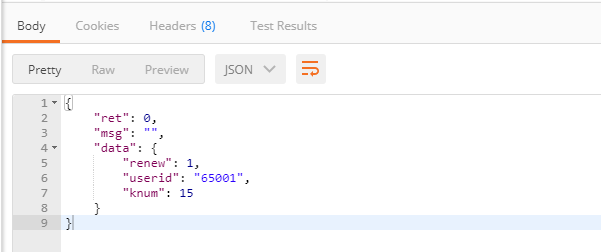 Body Cookies Headers (8) Test Results
Pretty Raw Preview JSON
1 {
2 "ret": 0,
3 "msg": "",
4 "data": {
5 "renew": 1,
6 "userid": "65001",
7 "knum": 15
8 }
9 }